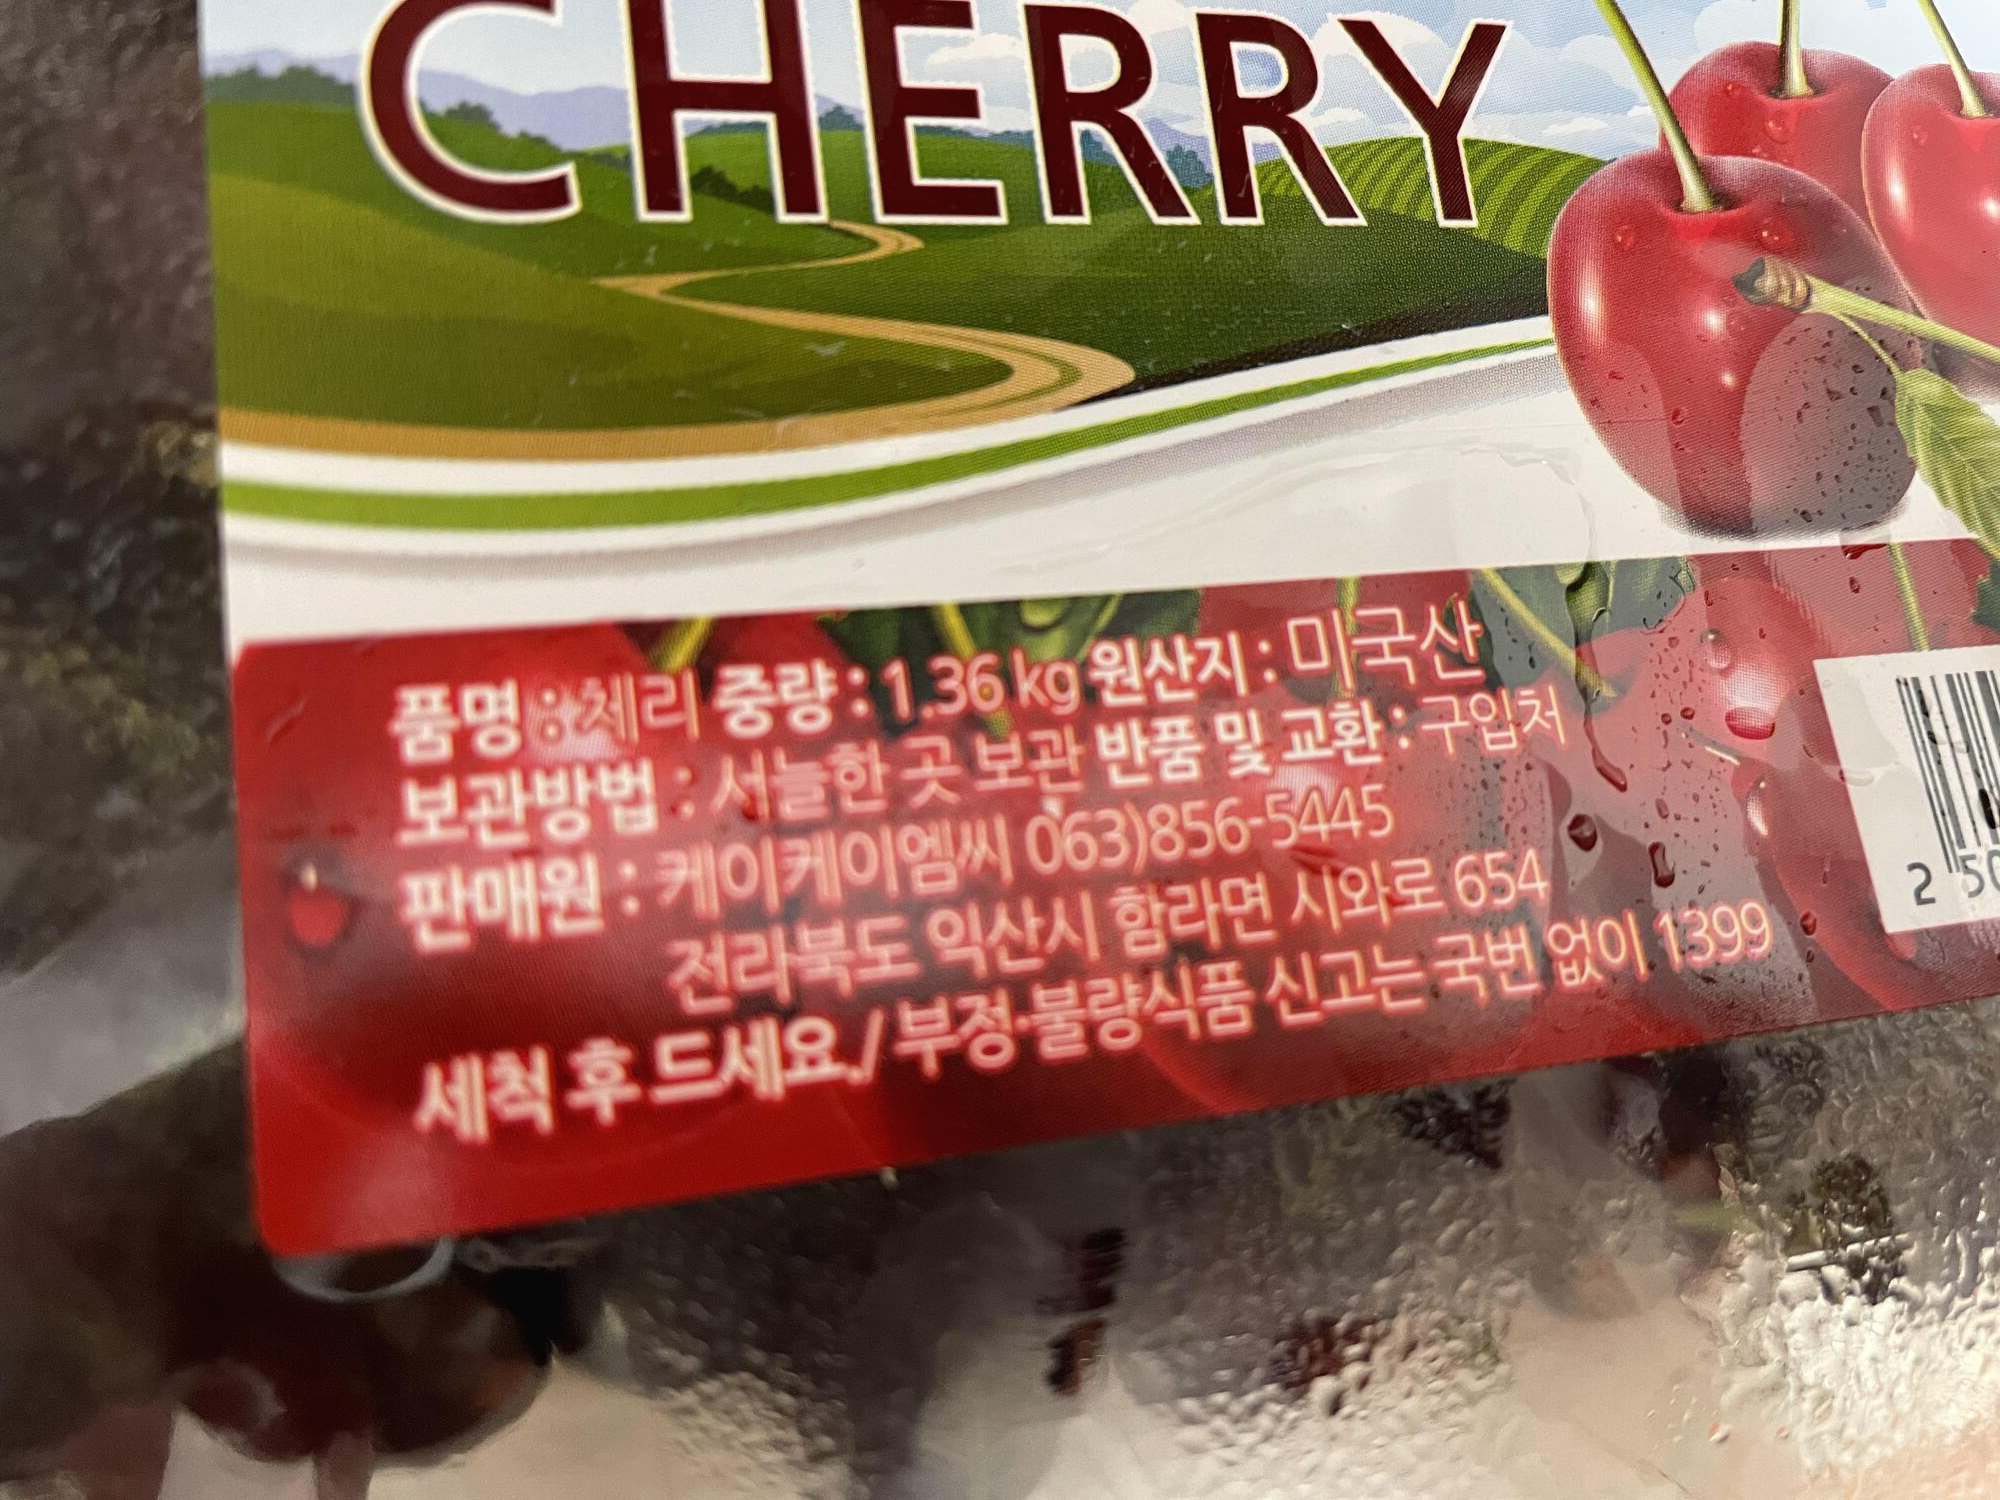 CHERRY
품명 : 체리 중량 : 1.36 kg 원산지 : 미국산
보관방법 : 서늘한 곳 보관 반품 및 교환 : 구입처
판매원 : 케이케이엠씨 063)856-5445
전라북도 익산시 함라면 시와로 654
세척 후 드세요./ 부정·불량식품 신고는 국번 없이 1399
2 50